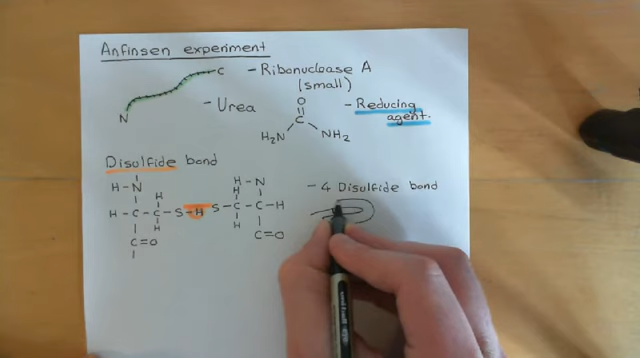 Anfinsen experiment
C - Ribonuclease A
(small)
N
- Urea
O
C
H₂N NH₂
- Reducing
agent.
Disulfide bond
H-N
H
H-C-C-S-H
H
C=O
H-N
H
S-C-C-H
H
C=O
- 4 Disulfide bond